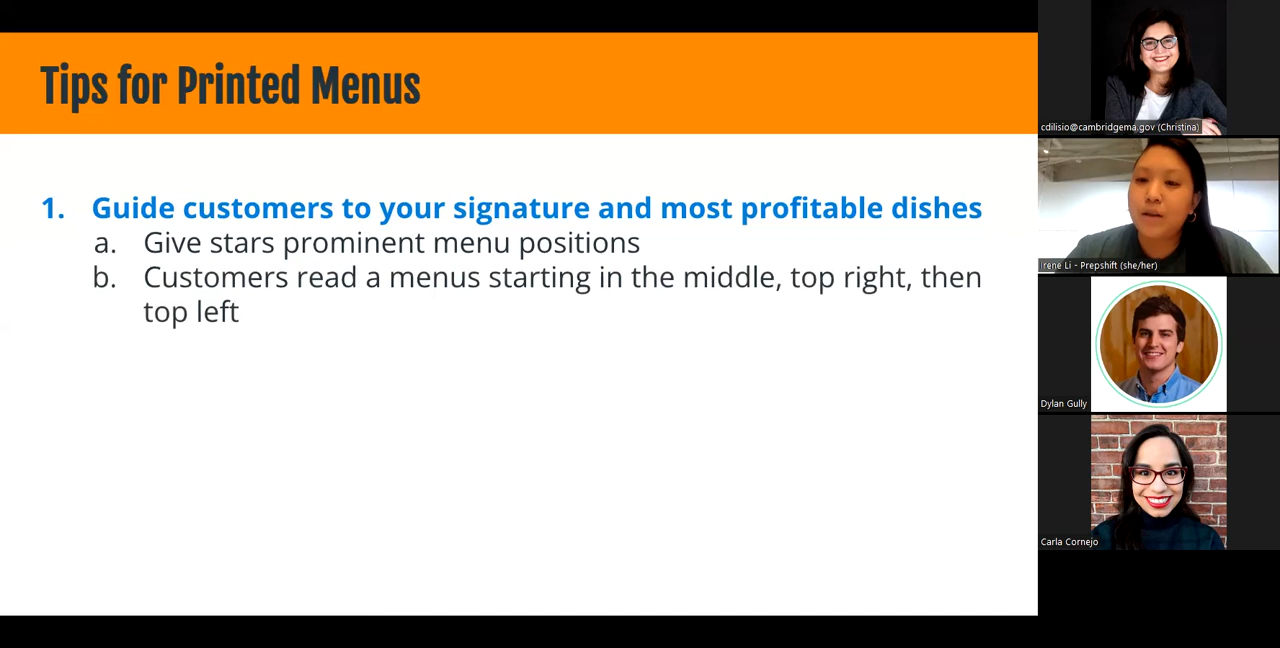 Tips for Printed Menus
1. Guide customers to your signature and most profitable dishes
a. Give stars prominent menu positions
b. Customers read a menus starting in the middle, top right, then
top left
cdilisio@cambridgema.gov (Christina)
Irene Li - Prepshift (she/her)
Dylan Gully
Carla Cornejo